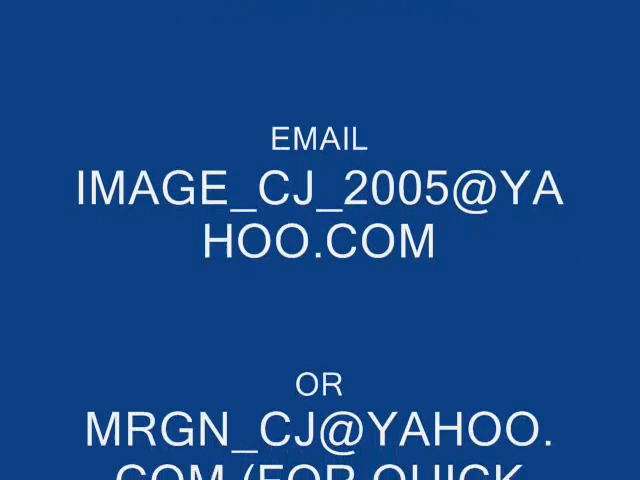 EMAIL
IMAGE_CJ_2005@YA
HOO.COM
OR
MRGN_CJ@YAHOO.
COM (FOR QUICK